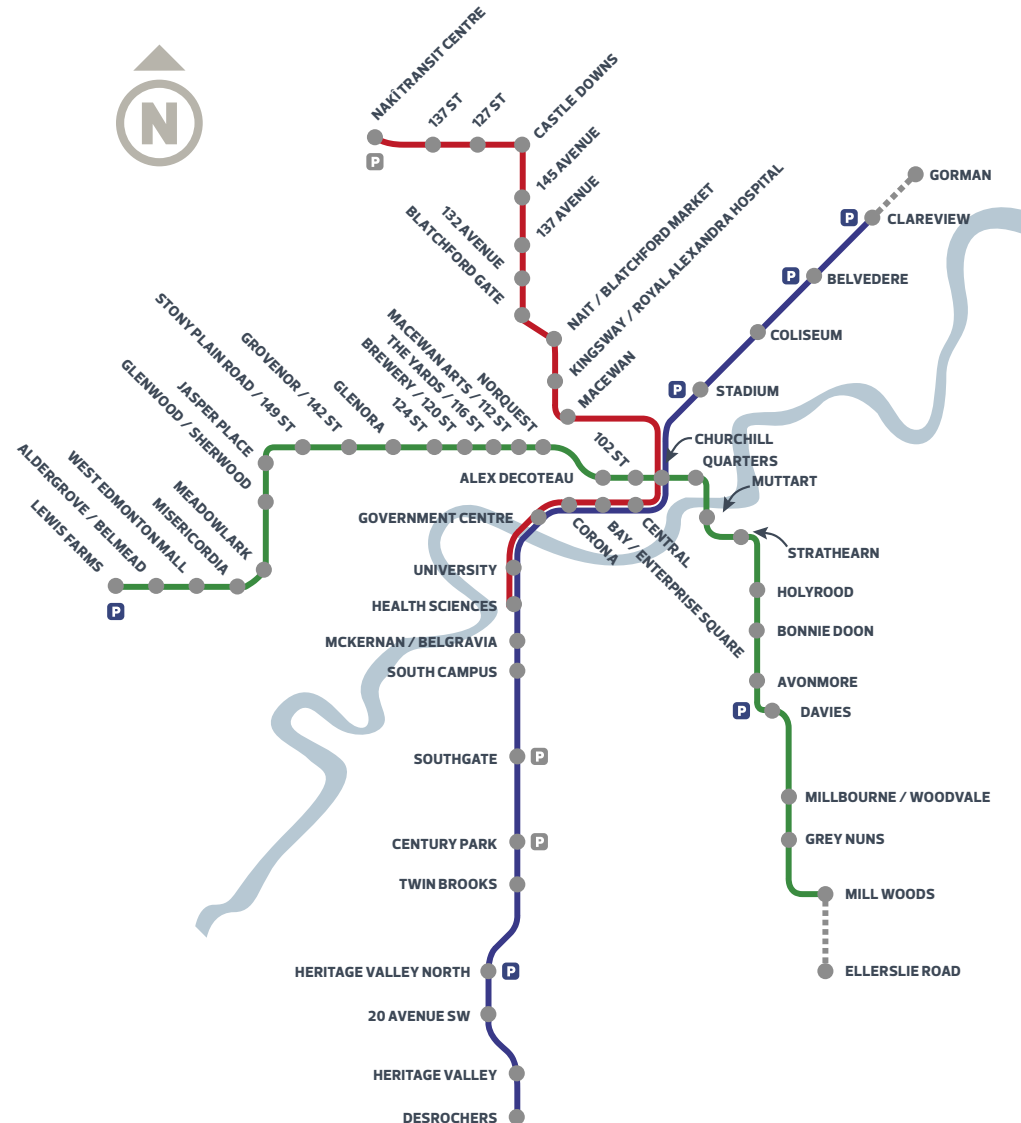 N
NAKÎ TRANSIT CENTRE
P
137 ST
127 ST
CASTLE DOWNS
145 AVENUE
137 AVENUE
132 AVENUE
BLATCHFORD GATE
NAIT / BLATCHFORD MARKET
KINGSWAY / ROYAL ALEXANDRA HOSPITAL
MACEWAN
GORMAN
P
CLAREVIEW
P
BELVEDERE
COLISEUM
P
STADIUM
CHURCHILL
QUARTERS
MUTTART
STRATHEARN
HOLYROOD
BONNIE DOON
AVONMORE
P
DAVIES
MILLBOURNE / WOODVALE
GREY NUNS
MILL WOODS
ELLERSLIE ROAD
102 ST
ALEX DECOTEAU
NORQUEST
MACEWAN ARTS / 112 ST
THE YARDS / 116 ST
BREWERY / 120 ST
124 ST
GLENORA
GROVENOR / 142 ST
STONY PLAIN ROAD / 149 ST
JASPER PLACE
GLENWOOD / SHERWOOD
MEADOWLARK
MISERICORDIA
WEST EDMONTON MALL
ALDERGROVE / BELMEAD
LEWIS FARMS
P
CENTRAL
BAY / ENTERPRISE SQUARE
CORONA
GOVERNMENT CENTRE
UNIVERSITY
HEALTH SCIENCES
MCKERNAN / BELGRAVIA
SOUTH CAMPUS
SOUTHGATE
P
CENTURY PARK
P
TWIN BROOKS
HERITAGE VALLEY NORTH
P
20 AVENUE SW
HERITAGE VALLEY
DESROCHERS